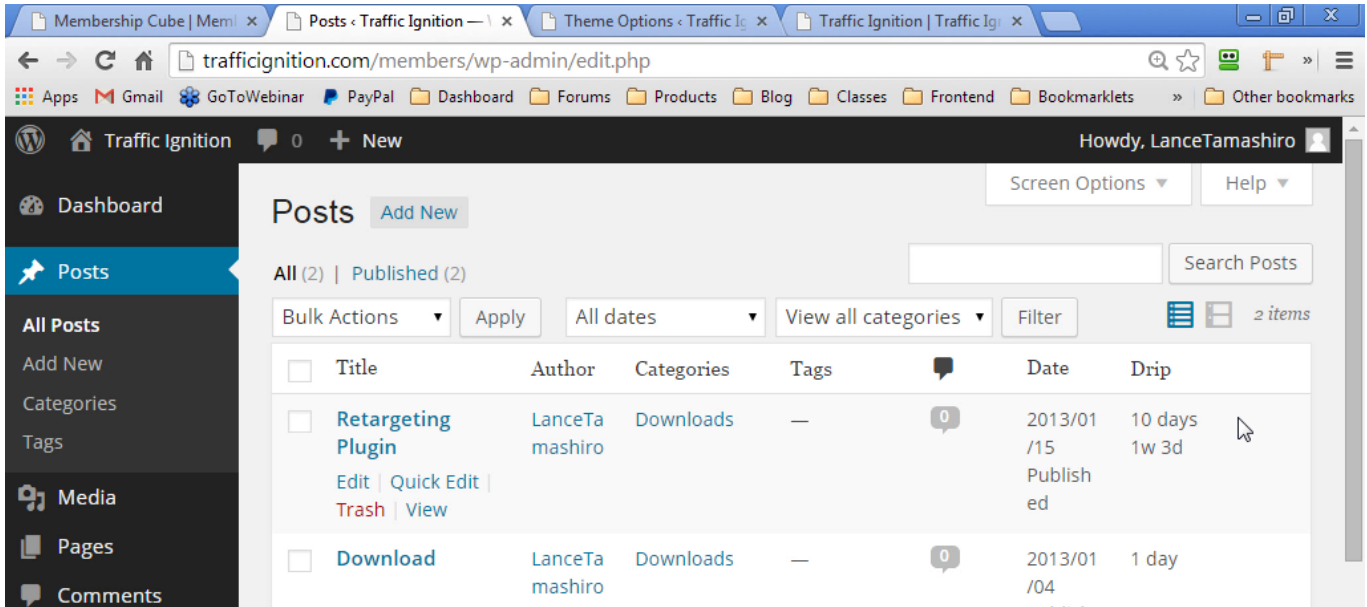 Membership Cube | Meml
Posts ‹ Traffic Ignition —
Theme Options ‹ Traffic Ig
Traffic Ignition | Traffic Ig
trafficignition.com/members/wp-admin/edit.php
Apps Gmail GoToWebinar PayPal Dashboard Forums Products Blog Classes Frontend Bookmarklets » Other bookmarks
Traffic Ignition 0 + New Howdy, LanceTamashiro
Screen Options ▼ Help ▼
Dashboard
Posts
All Posts
Add New
Categories
Tags
Media
Pages
Comments
Posts Add New
All (2) | Published (2)
Search Posts
Bulk Actions Apply All dates View all categories Filter 2 items
Title Author Categories Tags Date Drip
Retargeting LanceTa Downloads — 0 2013/01 10 days
Plugin mashiro /15 1w 3d
Edit | Quick Edit | Publish
Trash | View ed
Download LanceTa Downloads — 0 2013/01 1 day
mashiro /04